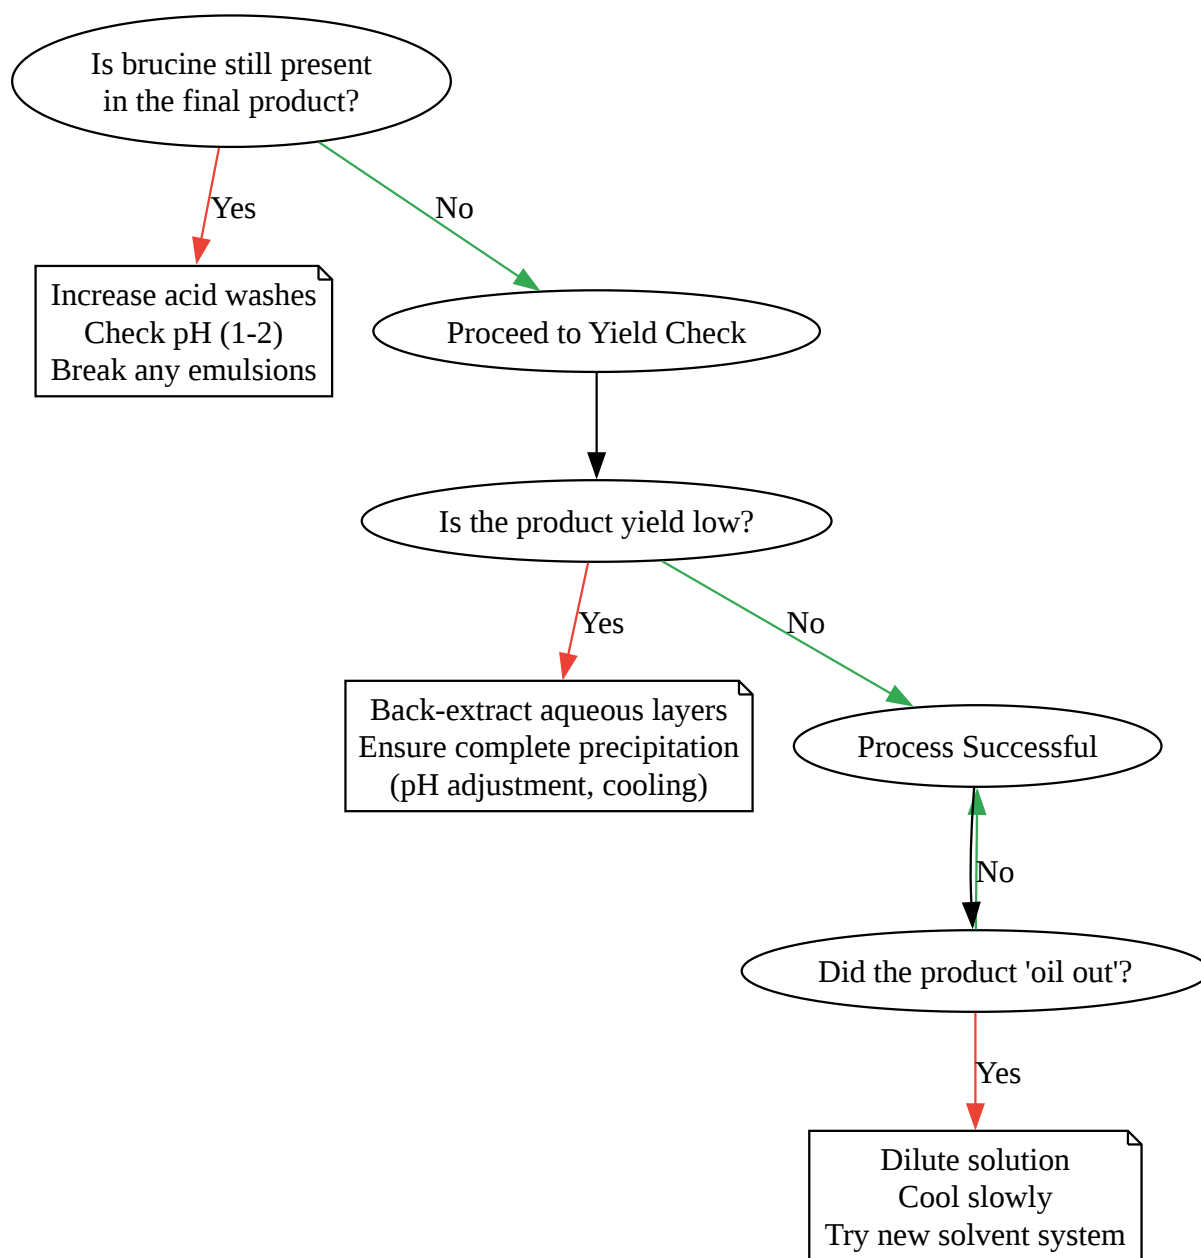 Is brucine still present
in the final product?
Yes
No
Increase acid washes
Check pH (1-2)
Break any emulsions
Proceed to Yield Check
Is the product yield low?
Yes
No
Back-extract aqueous layers
Ensure complete precipitation
(pH adjustment, cooling)
Process Successful
No
Did the product 'oil out'?
Yes
Dilute solution
Cool slowly
Try new solvent system